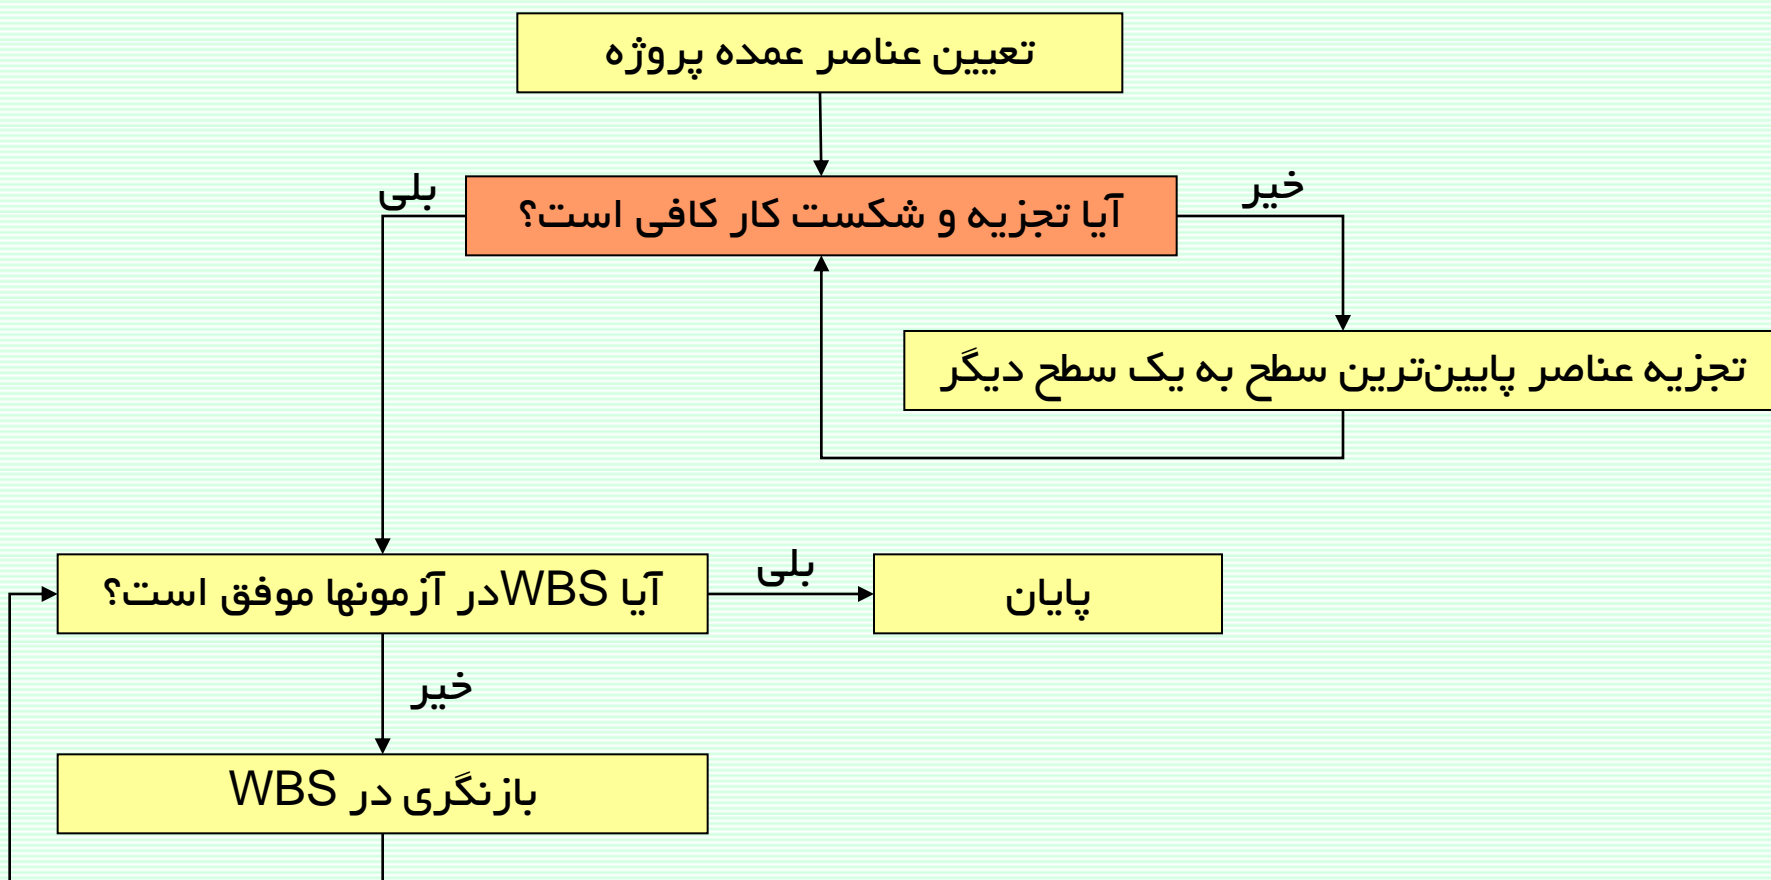 تعیین عناصر عمده پروژه
خیر
بلی
آیا تجزیه و شکست کار کافی است؟
تجزیه عناصر پایین‌ترین سطح به یک سطح دیگر
آیا WBSدر آزمونها موفق است؟
بلی
پایان
خیر
بازنگری در WBS